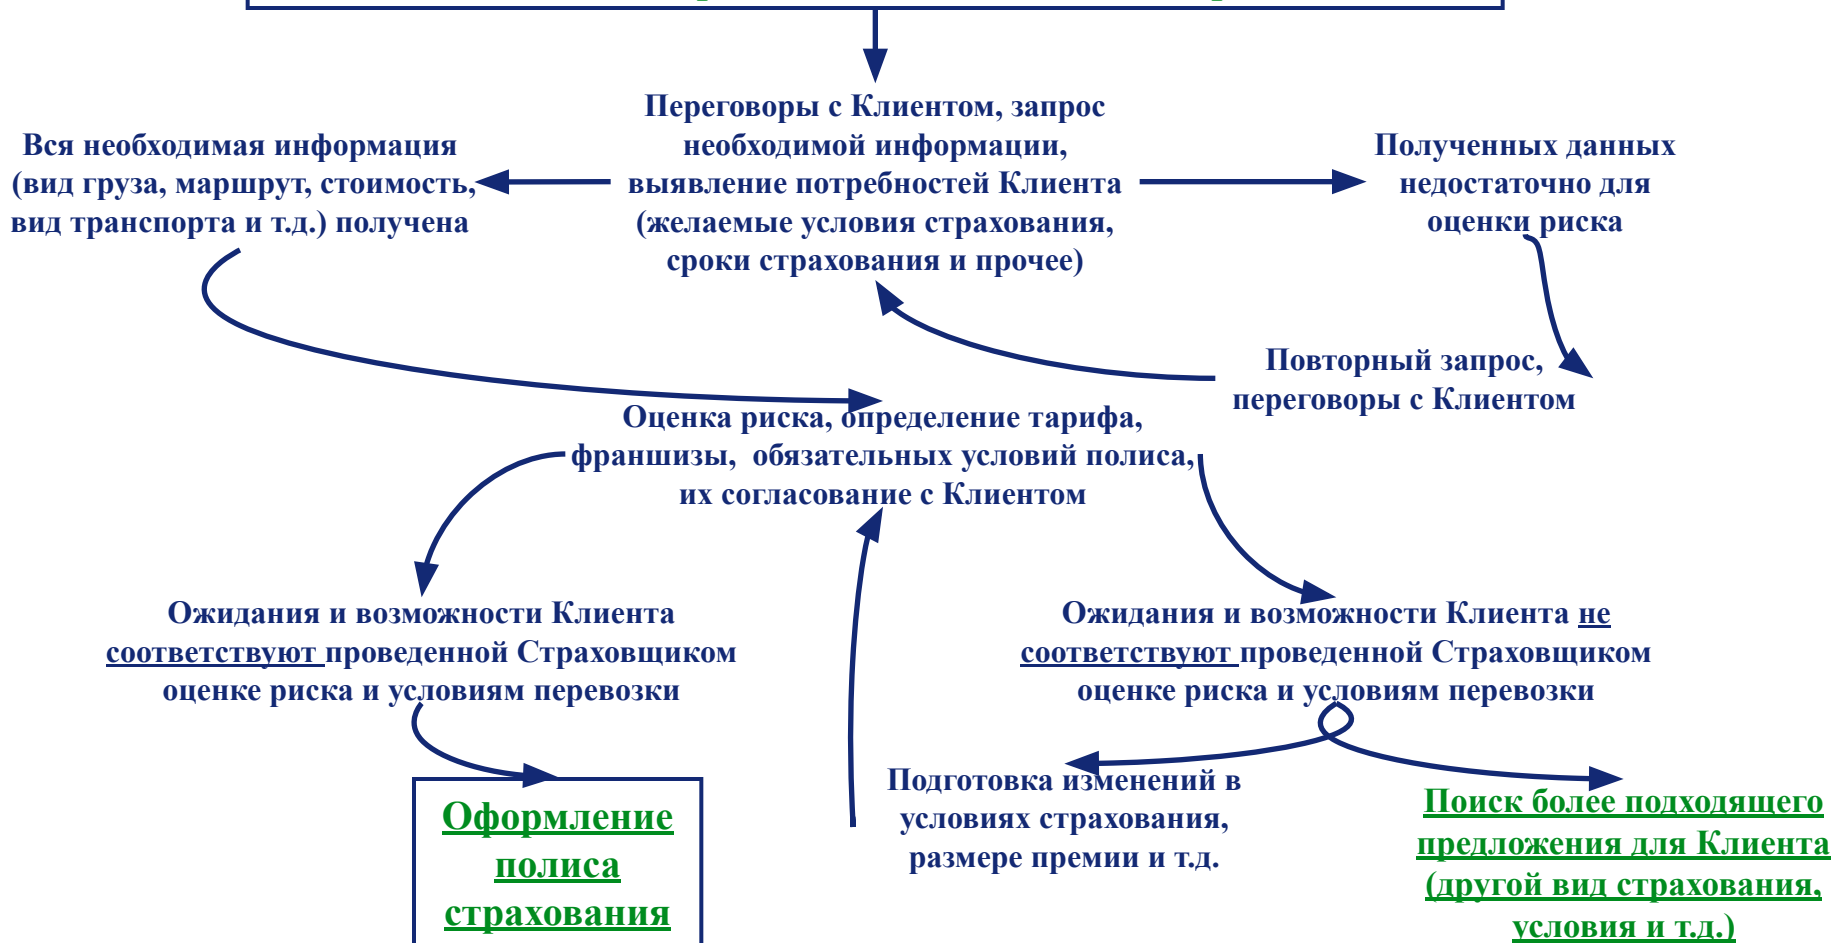 Переговоры с Клиентом, запрос
необходимой информации,
выявление потребностей Клиента
(желаемые условия страхования,
сроки страхования и прочее)
Вся необходимая информация
(вид груза, маршрут, стоимость,
вид транспорта и т.д.) получена
Полученных данных
недостаточно для
оценки риска
Повторный запрос,
переговоры с Клиентом
Оценка риска, определение тарифа,
франшизы, обязательных условий полиса,
их согласование с Клиентом
Ожидания и возможности Клиента
соответствуют проведенной Страховщиком
оценке риска и условиям перевозки
Ожидания и возможности Клиента не
соответствуют проведенной Страховщиком
оценке риска и условиям перевозки
Оформление
полиса
страхования
Подготовка изменений в
условиях страхования,
размере премии и т.д.
Поиск более подходящего
предложения для Клиента
(другой вид страхования,
условия и т.д.)